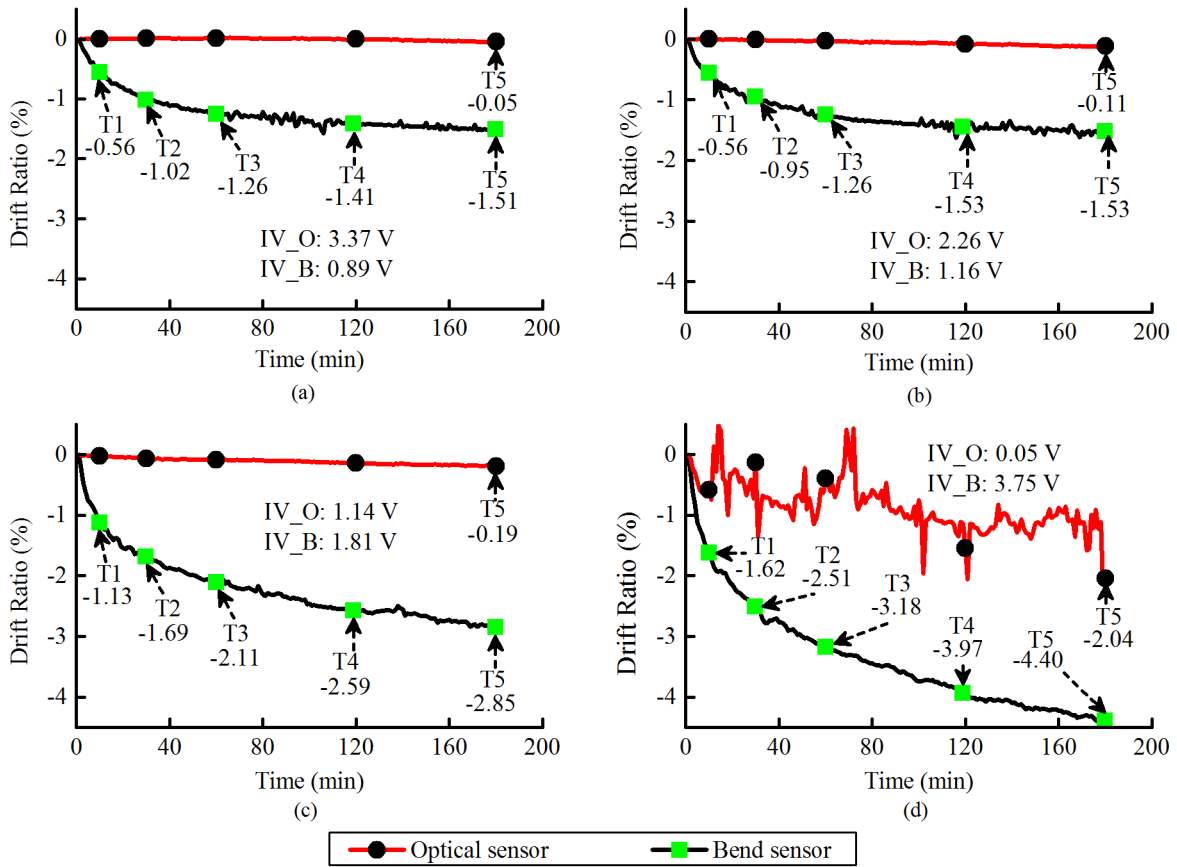 0
-1
-2
-3
-4
Drift Ratio (%)
T1
-0.56
T2
-1.02
T3
-1.26
T4
-1.41
T5
-0.05
T5
-1.51
IV_O: 3.37 V
IV_B: 0.89 V
0 40 80 120 160 200
Time (min)
(a)
0
-1
-2
-3
-4
Drift Ratio (%)
T1
-0.56
T2
-0.95
T3
-1.26
T4
-1.53
T5
-0.11
T5
-1.53
IV_O: 2.26 V
IV_B: 1.16 V
0 40 80 120 160 200
Time (min)
(b)
0
-1
-2
-3
-4
Drift Ratio (%)
T1
-1.13
T2
-1.69
T3
-2.11
T4
-2.59
T5
-0.19
T5
-2.85
IV_O: 1.14 V
IV_B: 1.81 V
0 40 80 120 160 200
Time (min)
(c)
0
-1
-2
-3
-4
Drift Ratio (%)
IV_O: 0.05 V
IV_B: 3.75 V
T1
-1.62
T2
-2.51
T3
-3.18
T4
-3.97
T5
-4.40
T5
-2.04
0 40 80 120 160 200
Time (min)
(d)
Optical sensor Bend sensor